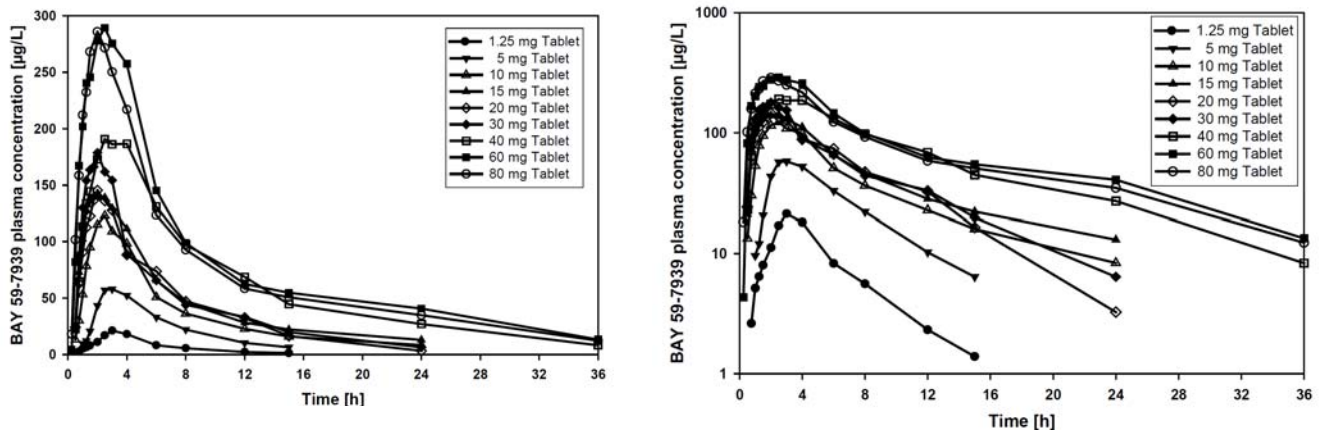 BAY 59-7939 plasma concentration [µg/L]
350
300
250
200
150
100
50
0
0 4 8 12 16 20 24 28 32 36
Time [h]
1.25 mg Tablet
5 mg Tablet
10 mg Tablet
15 mg Tablet
20 mg Tablet
30 mg Tablet
40 mg Tablet
60 mg Tablet
80 mg Tablet
BAY 59-7939 plasma concentration [µg/L]
1000
100
10
1
0 4 8 12 16 20 24 28 32 36
Time [h]
1.25 mg Tablet
5 mg Tablet
10 mg Tablet
15 mg Tablet
20 mg Tablet
30 mg Tablet
40 mg Tablet
60 mg Tablet
80 mg Tablet